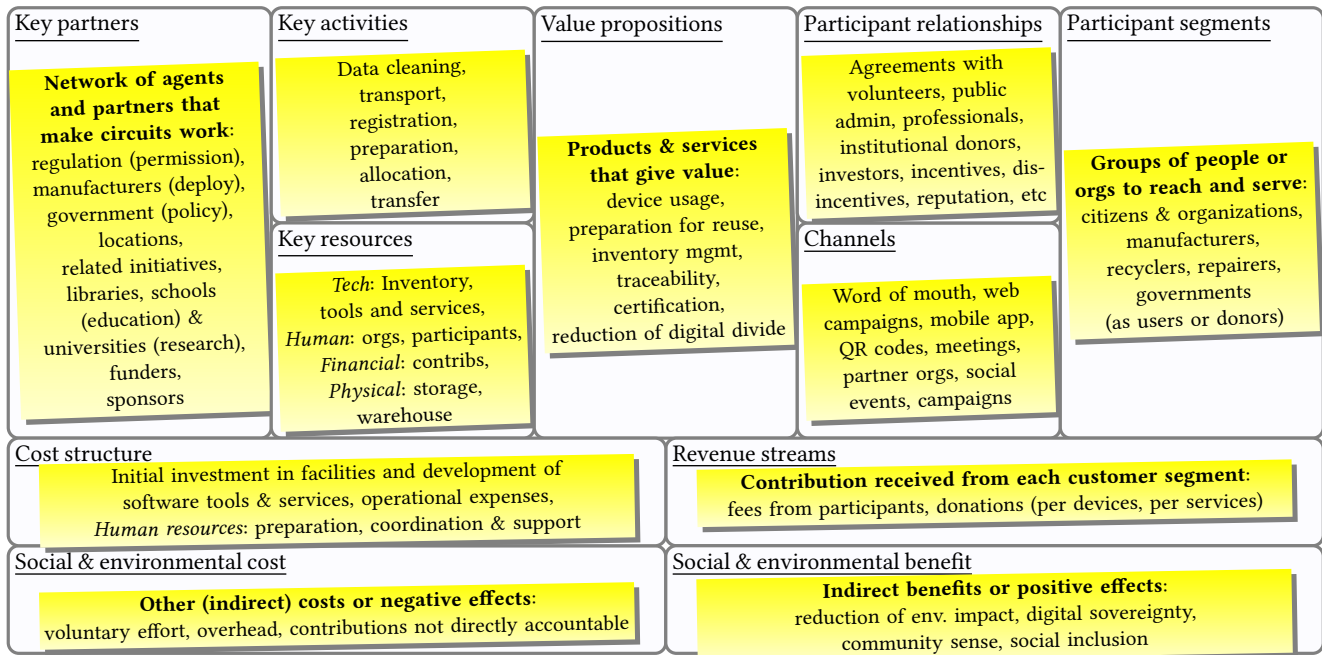 Key partners
Network of agents
and partners that
make circuits work:
regulation (permission),
manufacturers (deploy),
government (policy),
locations,
related initiatives,
libraries, schools
(education) &
universities (research),
funders,
sponsors
Key activities
Data cleaning,
transport,
registration,
preparation,
allocation,
transfer
Key resources
Tech: Inventory,
tools and services,
Human: orgs, participants,
Financial: contribs,
Physical: storage,
warehouse
Value propositions
Products & services
that give value:
device usage,
preparation for reuse,
inventory mgmt,
traceability,
certification,
reduction of digital divide
Participant relationships
Agreements with
volunteers, public
admin, professionals,
institutional donors,
investors, incentives, dis-
incentives, reputation, etc
Channels
Word of mouth, web
campaigns, mobile app,
QR codes, meetings,
partner orgs, social
events, campaigns
Participant segments
Groups of people or
orgs to reach and serve:
citizens & organizations,
manufacturers,
recyclers, repairers,
governments
(as users or donors)
Cost structure
Initial investment in facilities and development of
software tools & services, operational expenses,
Human resources: preparation, coordination & support
Revenue streams
Contribution received from each customer segment:
fees from participants, donations (per devices, per services)
Social & environmental cost
Other (indirect) costs or negative effects:
voluntary effort, overhead, contributions not directly accountable
Social & environmental benefit
Indirect benefits or positive effects:
reduction of env. impact, digital sovereignty,
community sense, social inclusion